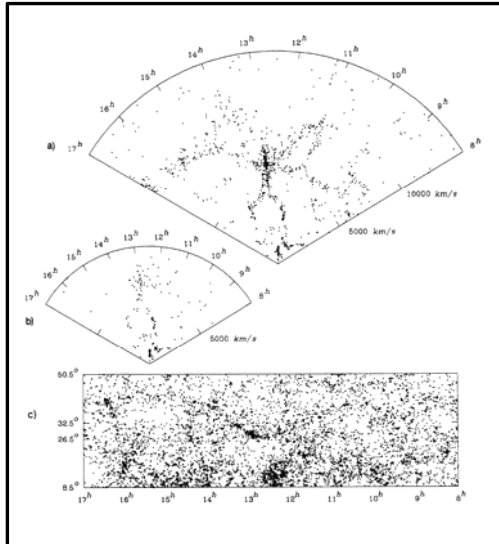 17ʰ 16ʰ 15ʰ 14ʰ 13ʰ 12ʰ 11ʰ 10ʰ 9ʰ 8ʰ
a)
10000 km/s
5000 km/s
17ʰ 16ʰ 15ʰ 14ʰ 13ʰ 12ʰ 11ʰ 10ʰ 9ʰ 8ʰ
b)
5000 km/s
c)
50.5°
32.5°
26.5°
8.5°
17ʰ 16ʰ 15ʰ 14ʰ 13ʰ 12ʰ 11ʰ 10ʰ 9ʰ 8ʰ